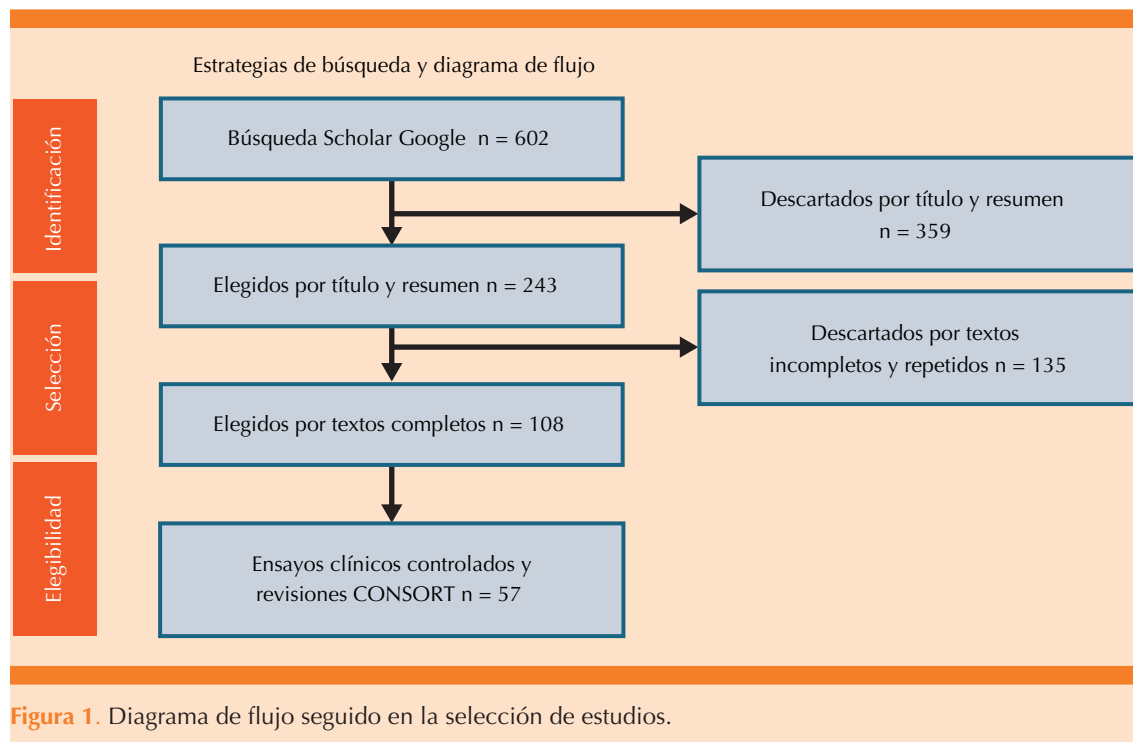 Estrategias de búsqueda y diagrama de flujo
Identificación
Búsqueda Scholar Google n = 602
Descartados por título y resumen
n = 359
Elegidos por título y resumen n = 243
Selección
Descartados por textos
incompletos y repetidos n = 135
Elegidos por textos completos n = 108
Elegibilidad
Ensayos clínicos controlados y
revisiones CONSORT n = 57
Figura 1. Diagrama de flujo seguido en la selección de estudios.